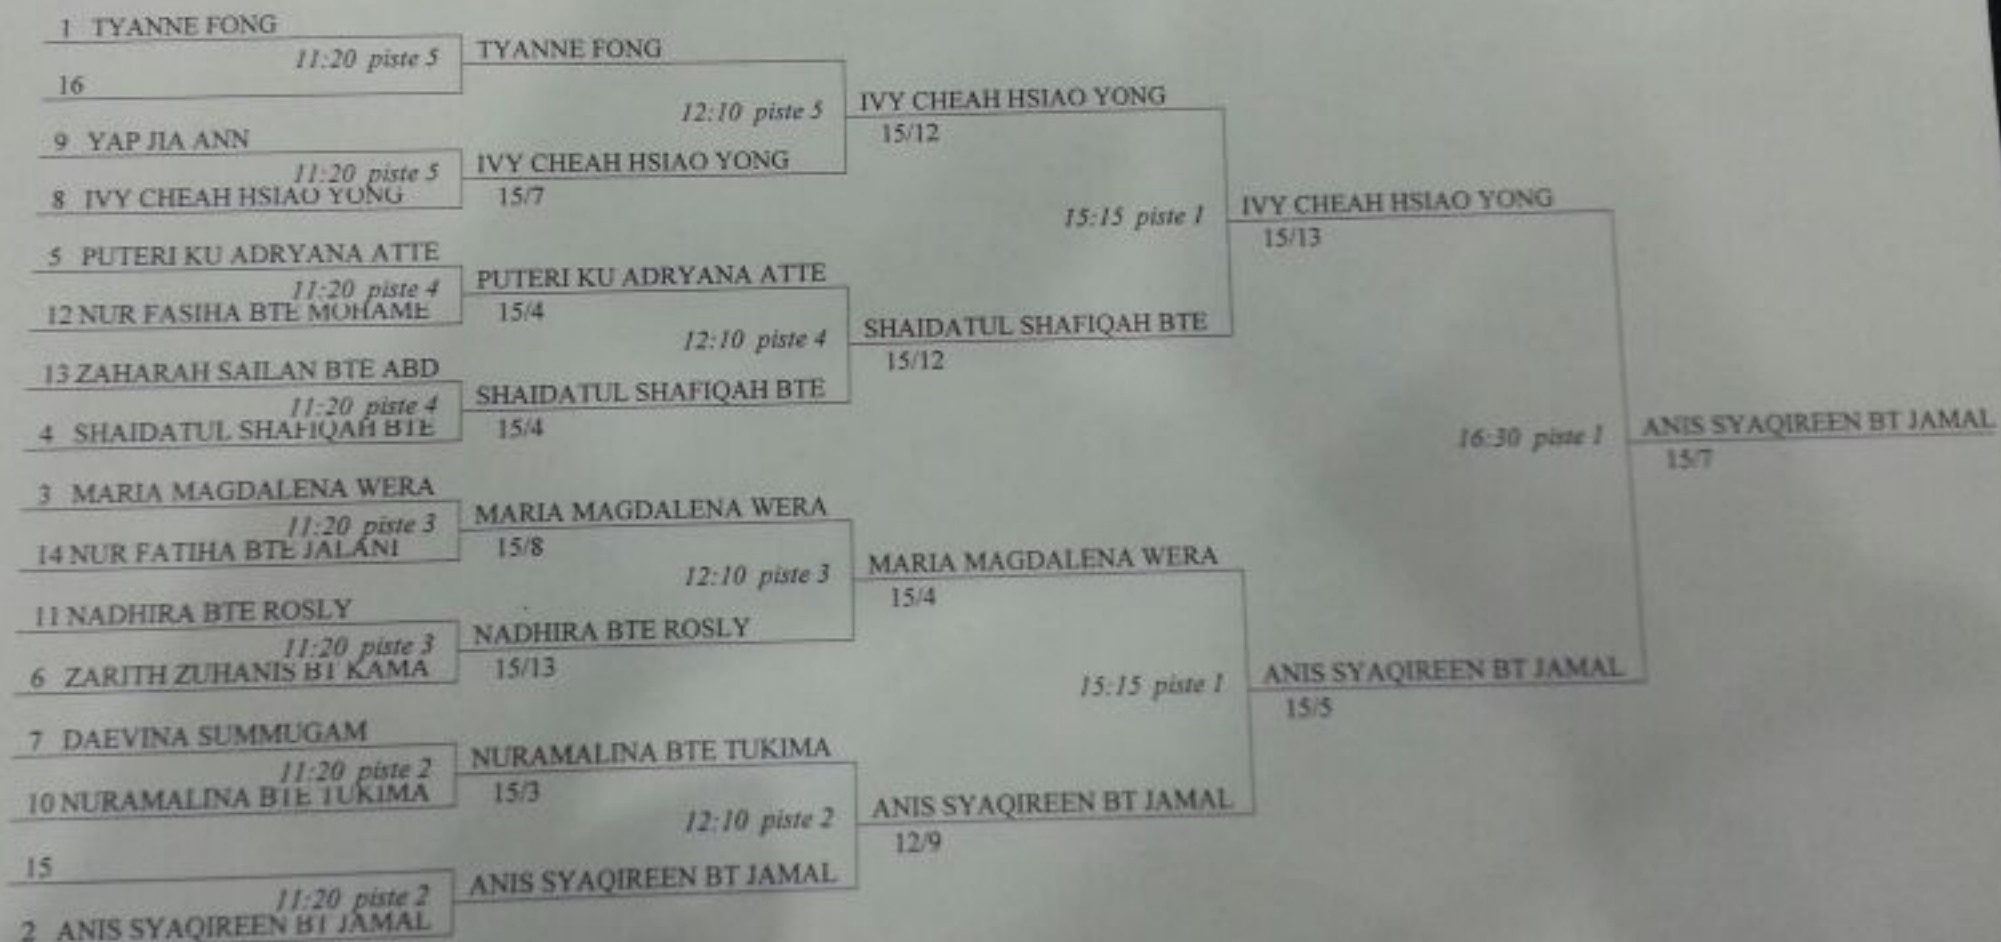 1 TYANNE FONG
11:20 piste 5
16
9 YAP JIA ANN
11:20 piste 5
8 IVY CHEAH HSIAO YONG
5 PUTERI KU ADRYANA ATTE
11:20 piste 4
12 NUR FASIHA BTE MOHAME
13 ZAHARAH SAILAN BTE ABD
11:20 piste 4
4 SHAIDATUL SHAFIQAH BTE
3 MARIA MAGDALENA WERA
11:20 piste 3
14 NUR FATIHA BTE JALANI
11 NADHIRA BTE ROSLY
11:20 piste 3
6 ZARITH ZUHANIS BT KAMA
7 DAEVINA SUMMUGAM
11:20 piste 2
10 NURAMALINA BTE TUKIMA
15
11:20 piste 2
2 ANIS SYAQIREEN BT JAMAL
TYANNE FONG
12:10 piste 5
IVY CHEAH HSIAO YONG
15/7
PUTERI KU ADRYANA ATTE
15/4
12:10 piste 4
SHAIDATUL SHAFIQAH BTE
15/4
MARIA MAGDALENA WERA
15/8
12:10 piste 3
NADHIRA BTE ROSLY
15/13
NURAMALINA BTE TUKIMA
15/3
12:10 piste 2
ANIS SYAQIREEN BT JAMAL
IVY CHEAH HSIAO YONG
15/12
15:15 piste 1
SHAIDATUL SHAFIQAH BTE
15/12
MARIA MAGDALENA WERA
15/4
15:15 piste 1
ANIS SYAQIREEN BT JAMAL
12/9
IVY CHEAH HSIAO YONG
15/13
16:30 piste 1
ANIS SYAQIREEN BT JAMAL
15/5
ANIS SYAQIREEN BT JAMAL
15/7